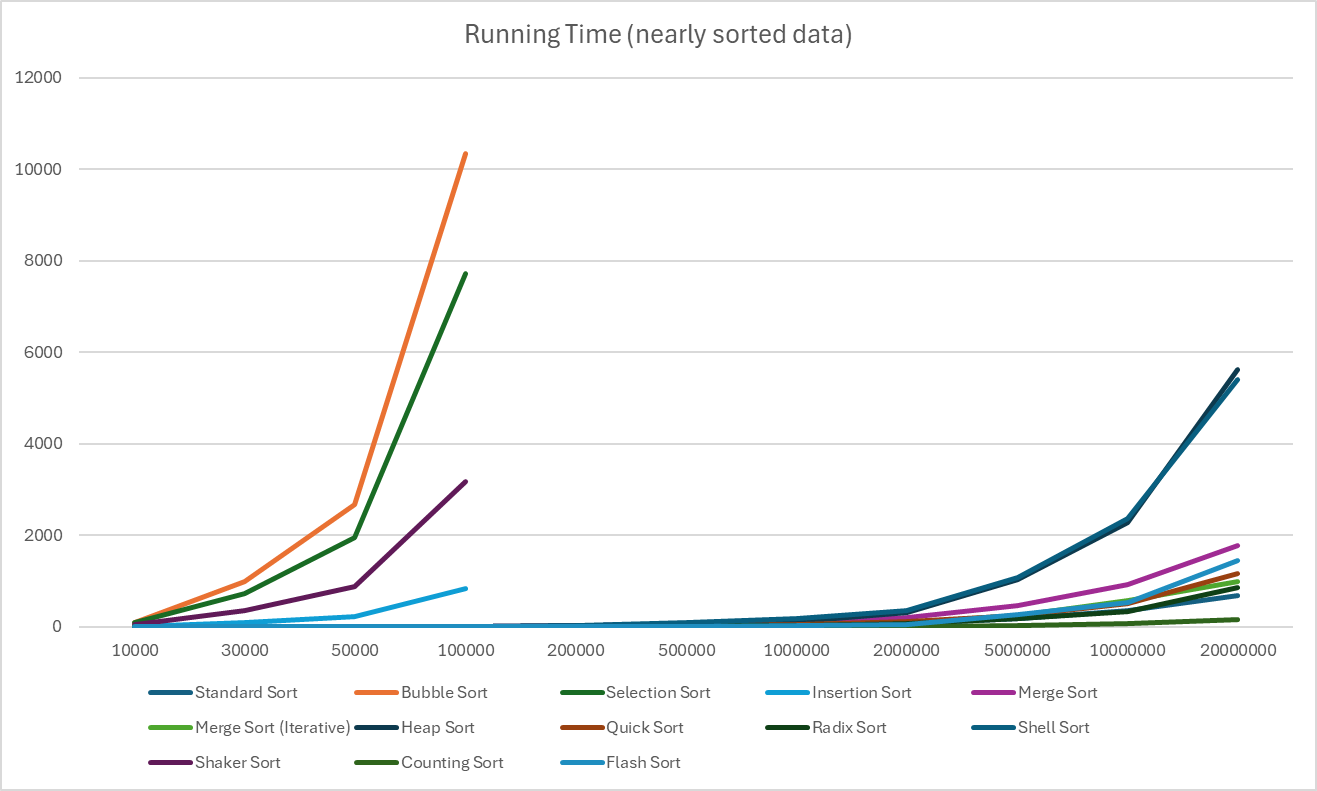 Running Time (nearly sorted data)
12000
10000
8000
6000
4000
2000
0
10000 30000 50000 100000 200000 500000 1000000 2000000 5000000 10000000 20000000
Standard Sort Bubble Sort Selection Sort Insertion Sort Merge Sort
Merge Sort (Iterative) Heap Sort Quick Sort Radix Sort Shell Sort
Shaker Sort Counting Sort Flash Sort